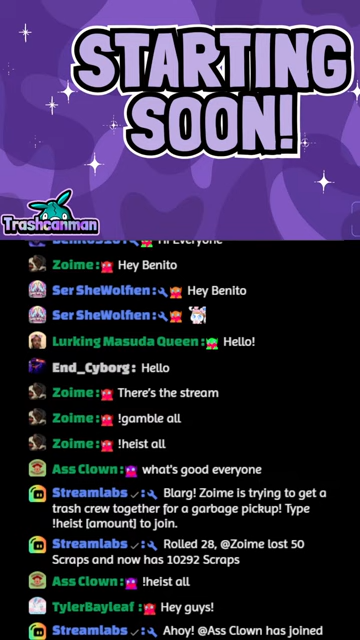 STARTING
SOON!
Trashcanman
Hi Everyone
Zoime: Hey Benito
Ser SheWolfien: Hey Benito
Ser SheWolfien:
Lurking Masuda Queen: Hello!
End_Cyborg: Hello
Zoime: There's the stream
Zoime: !gamble all
Zoime: !heist all
Ass Clown: what's good everyone
Streamlabs: Blarg! Zoime is trying to get a
trash crew together for a garbage pickup! Type
!heist [amount] to join.
Streamlabs: Rolled 28, @Zoime lost 50
Scraps and now has 10292 Scraps
Ass Clown: !heist all
TylerBayleaf: Hey guys!
Streamlabs: Ahoy! @Ass Clown has joined